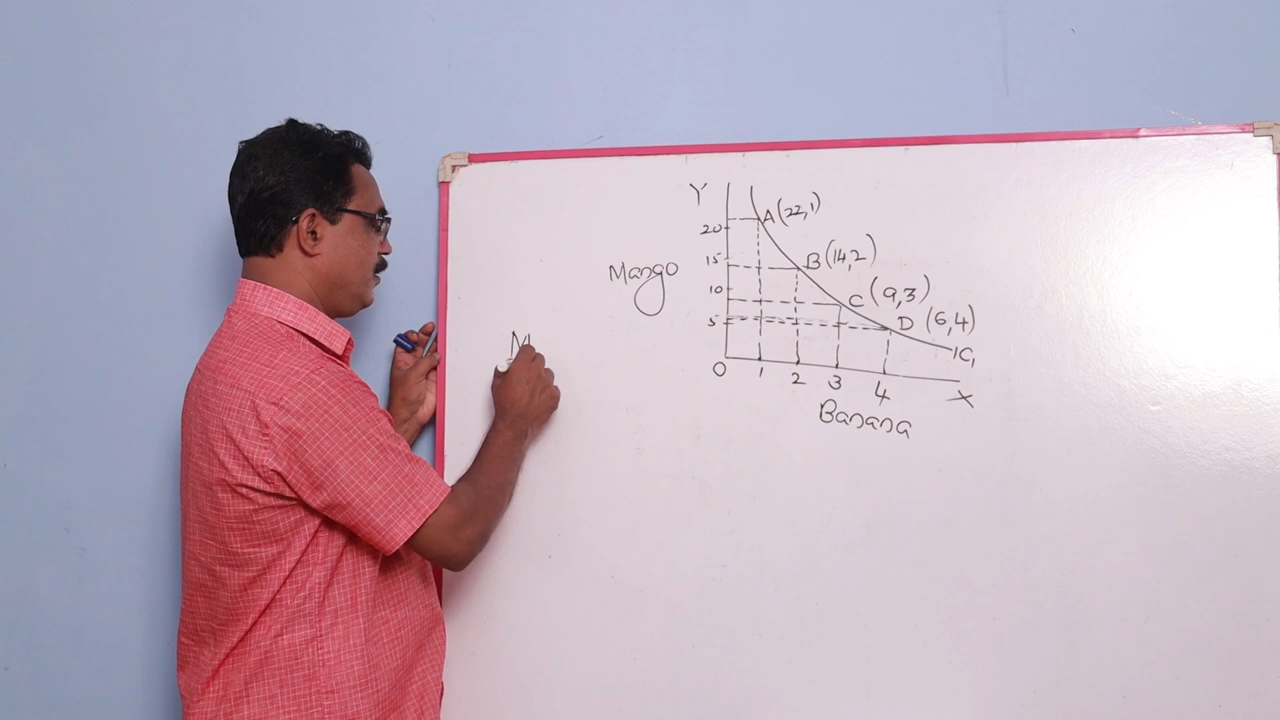 Y
A(22,1)
20
15
B(14,2)
Mango
10
C(9,3)
5
D(6,4)
IC1
0
1
2
3
4
X
Banana
M